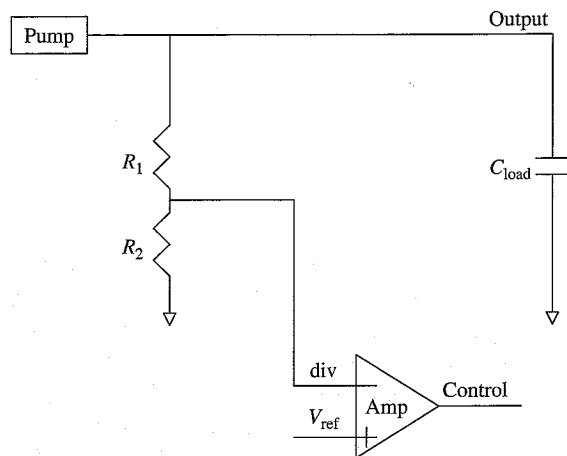 Output
Pump
R1
Cload
R2
div
Control
Amp
Vref